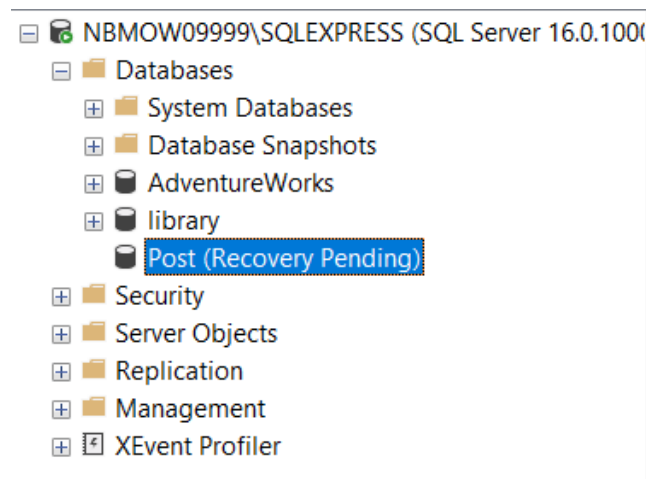 NBMOW09999\SQLEXPRESS (SQL Server 16.0.100
Databases
System Databases
Database Snapshots
AdventureWorks
library
Post (Recovery Pending)
Security
Server Objects
Replication
Management
XEvent Profiler